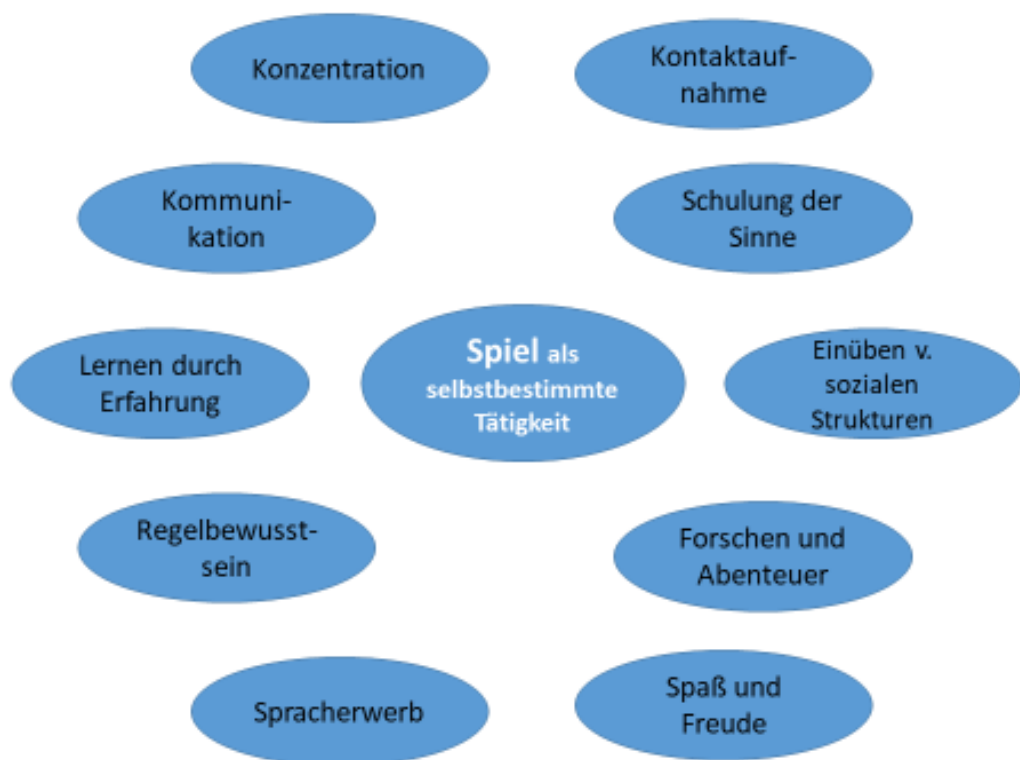 Konzentration
Kontaktauf-
nahme
Kommuni-
kation
Schulung der
Sinne
Lernen durch
Erfahrung
Spiel als
selbstbestimmte
Tätigkeit
Einüben v.
sozialen
Strukturen
Regelbewusst-
sein
Forschen und
Abenteuer
Spracherwerb
Spaß und
Freude